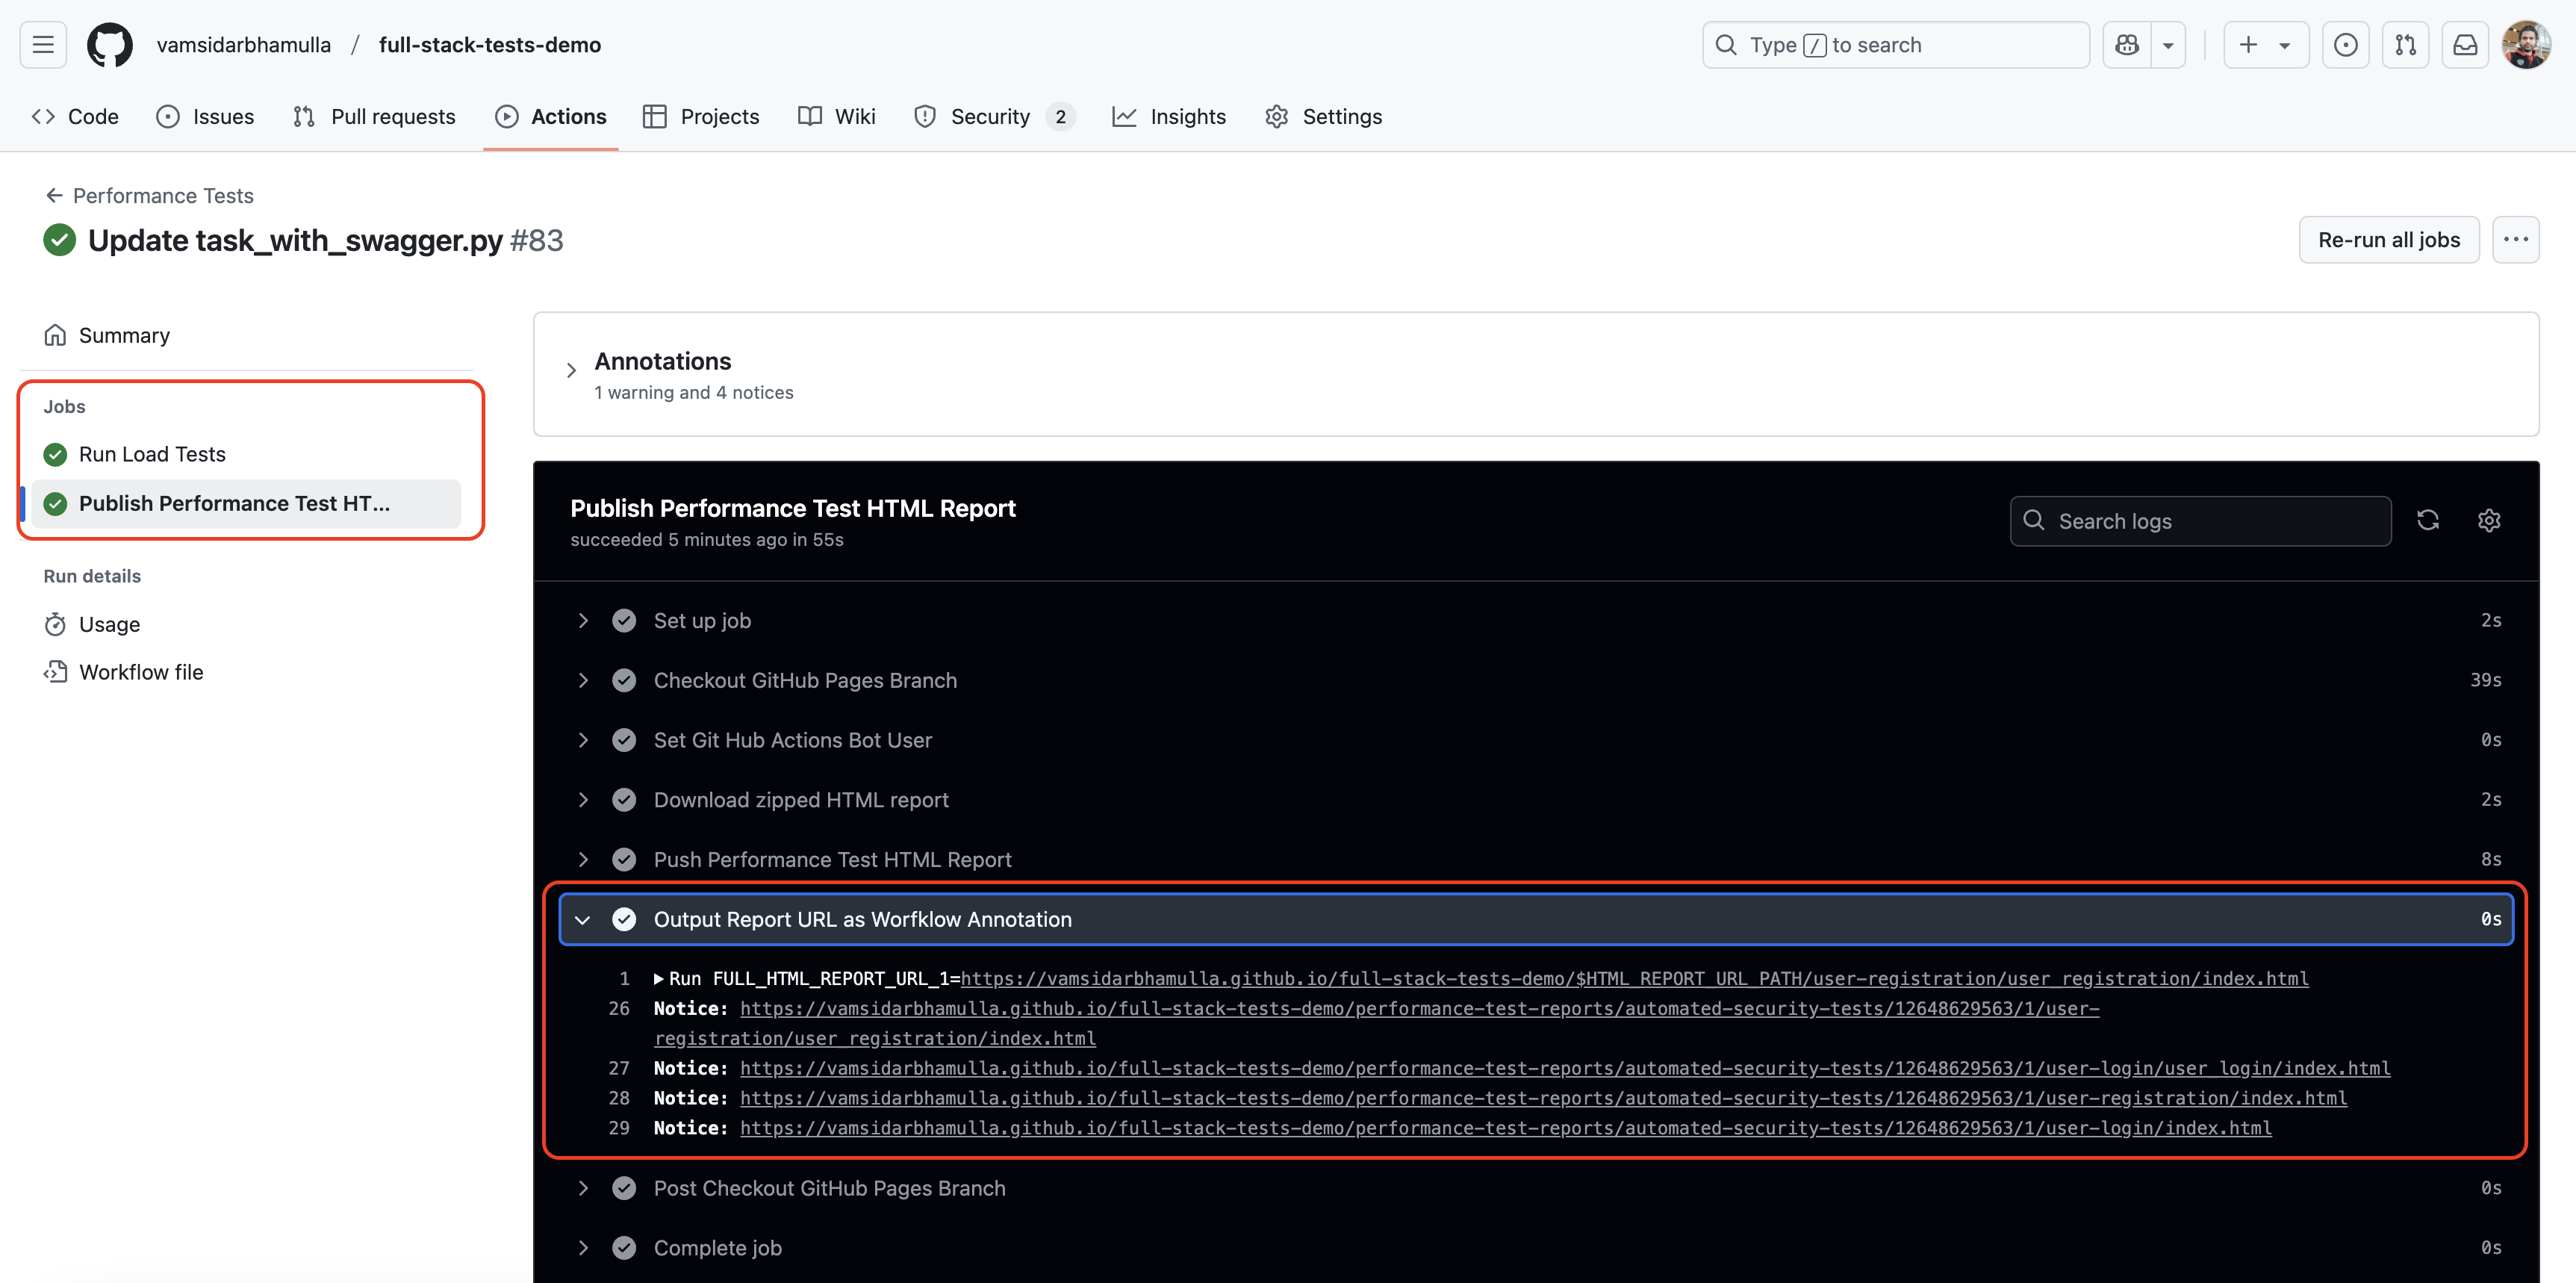 vamsidarbhamulla / full-stack-tests-demo
Type / to search
Code
Issues
Pull requests
Actions
Projects
Wiki
Security 2
Insights
Settings
← Performance Tests
Update task_with_swagger.py #83
Re-run all jobs
Summary
Jobs
Run Load Tests
Publish Performance Test HT...
Run details
Usage
Workflow file
Annotations
1 warning and 4 notices
Publish Performance Test HTML Report
succeeded 5 minutes ago in 55s
Search logs
Set up job 2s
Checkout GitHub Pages Branch 39s
Set Git Hub Actions Bot User 0s
Download zipped HTML report 2s
Push Performance Test HTML Report 8s
Output Report URL as Worfklow Annotation 0s
1 ▶Run FULL_HTML_REPORT_URL_1=https://vamsidarbhamulla.github.io/full-stack-tests-demo/$HTML_REPORT_URL_PATH/user-registration/user_registration/index.html
26 Notice: https://vamsidarbhamulla.github.io/full-stack-tests-demo/performance-test-reports/automated-security-tests/12648629563/1/user-
registration/user_registration/index.html
27 Notice: https://vamsidarbhamulla.github.io/full-stack-tests-demo/performance-test-reports/automated-security-tests/12648629563/1/user-login/user_login/index.html
28 Notice: https://vamsidarbhamulla.github.io/full-stack-tests-demo/performance-test-reports/automated-security-tests/12648629563/1/user-registration/index.html
29 Notice: https://vamsidarbhamulla.github.io/full-stack-tests-demo/performance-test-reports/automated-security-tests/12648629563/1/user-login/index.html
Post Checkout GitHub Pages Branch 0s
Complete job 0s